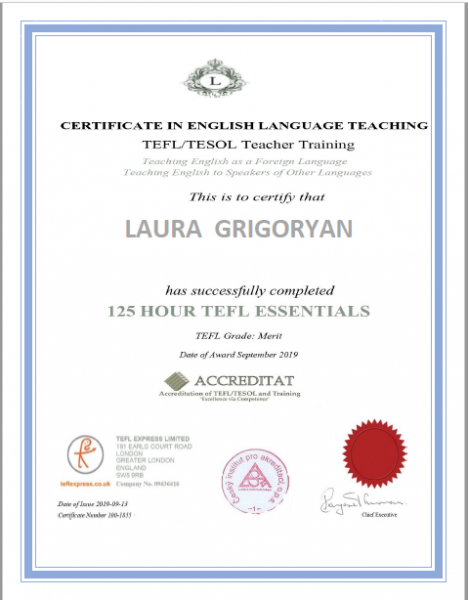 L
CERTIFICATE IN ENGLISH LANGUAGE TEACHING
TEFL/TESOL Teacher Training
Teaching English as a Foreign Language
Teaching English to Speakers of Other Languages
This is to certify that
LAURA GRIGORYAN
has successfully completed
125 HOUR TEFL ESSENTIALS
TEFL Grade: Merit
Date of Award September 2019
ACCREDITAT
Accreditation of TEFL/TESOL and Training
'Excellence via Competence'
TEFL EXPRESS LIMITED
191 EARLS COURT ROAD
LONDON
GREATER LONDON
ENGLAND
SW5 9RB
teflexpress.co.uk Company No. 09436416
Český institut pro akreditaci, o.p.s.
-1-
Date of Issue 2019-09-13
Certificate Number 100-1855
Chief Executive